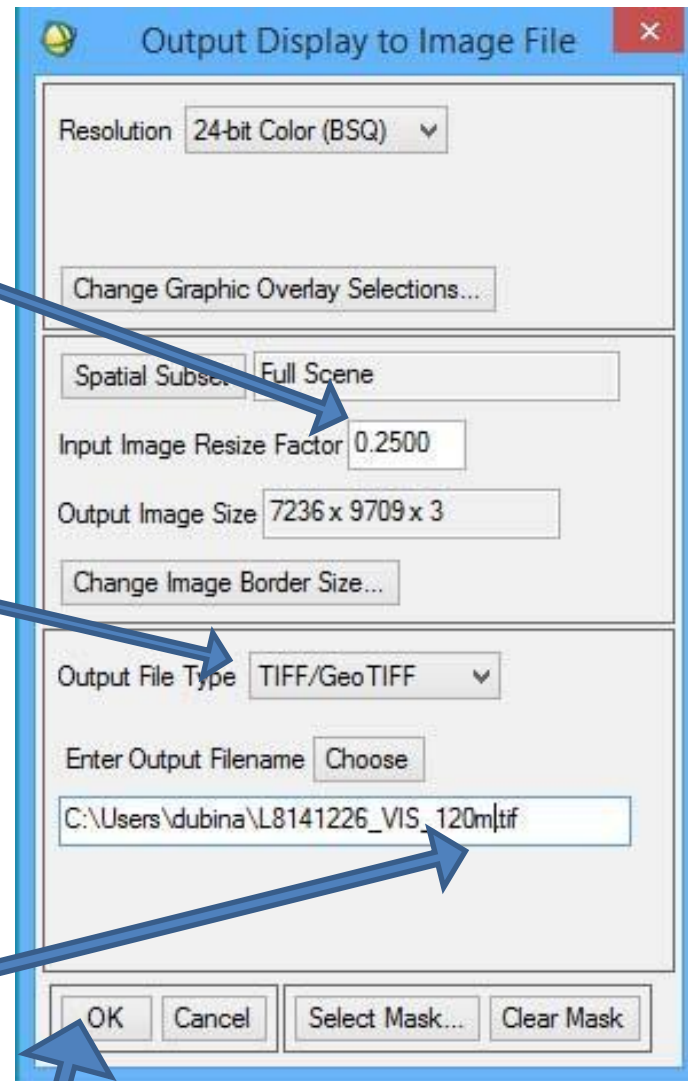 Output Display to Image File
Resolution 24-bit Color (BSQ)
Change Graphic Overlay Selections...
Spatial Subset Full Scene
Input Image Resize Factor 0.2500
Output Image Size 7236 x 9709 x 3
Change Image Border Size...
Output File Type TIFF/GeoTIFF
Enter Output Filename Choose
C:\Users\dubina\L8141226_VIS_120m.tif
OK Cancel Select Mask... Clear Mask